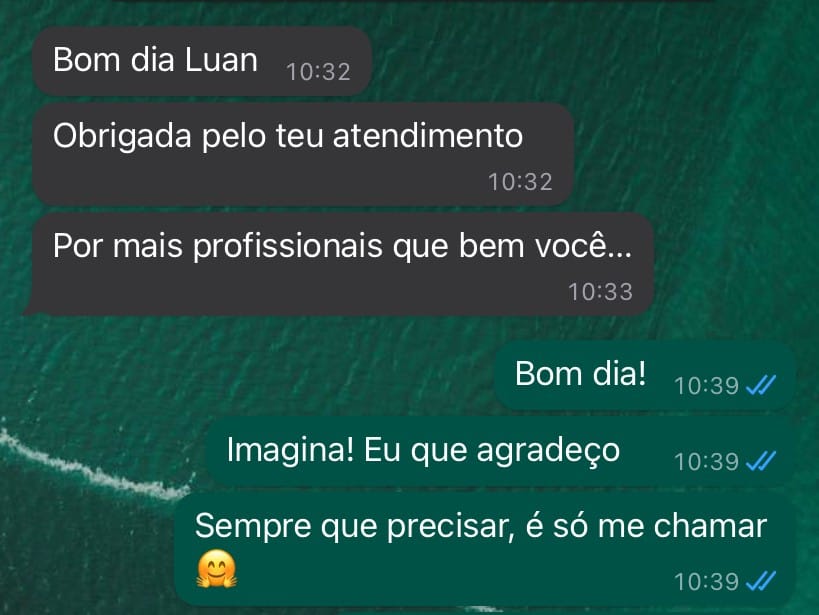 Bom dia Luan 10:32
Obrigada pelo teu atendimento
10:32
Por mais profissionais que bem você...
10:33
Bom dia! 10:39
Imagina! Eu que agradeço 10:39
Sempre que precisar, é só me chamar
🤗 10:39